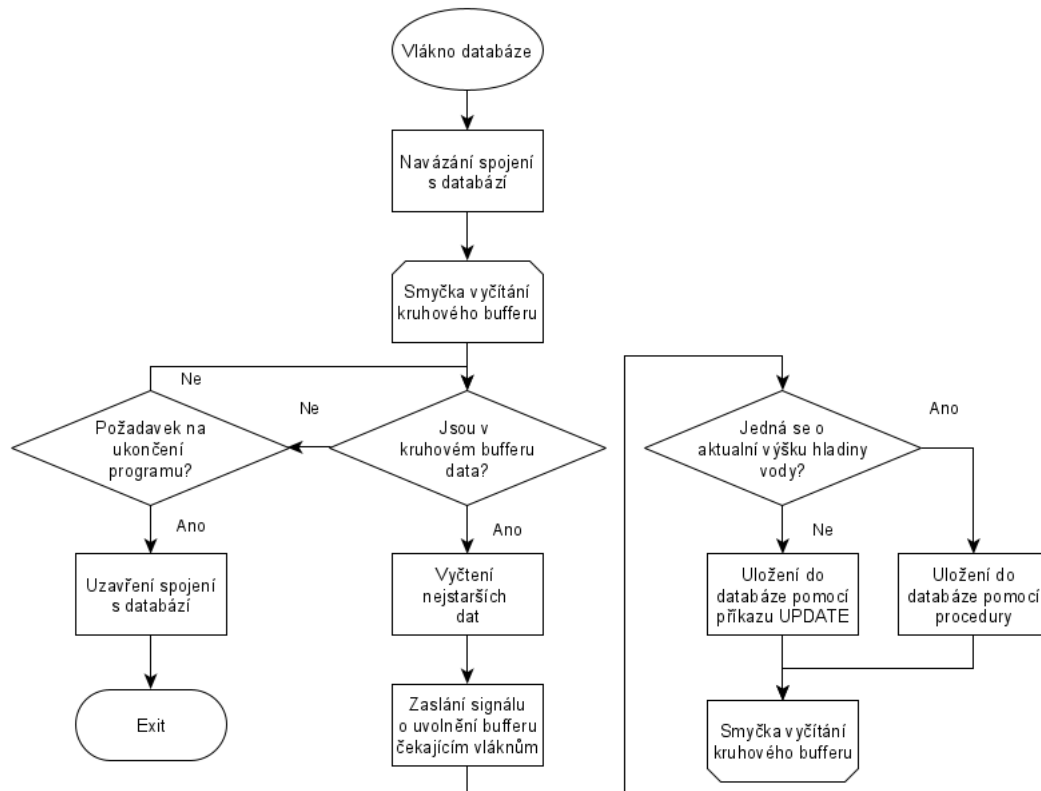 Vlákno databáze
Navázání spojení
s databází
Smyčka vyčítání
kruhového bufferu
Ne
Požadavek na
ukončení
programu?
Ne
Jsou v
kruhovém bufferu
data?
Ano
Uzavření spojení
s databází
Exit
Ano
Vyčtení
nejstarších
dat
Zaslání signálu
o uvolnění bufferu
čekajícím vláknům
Jedná se o
aktualní výšku hladiny
vody?
Ano
Ne
Uložení do
databáze pomocí
příkazu UPDATE
Uložení do
databáze pomocí
procedury
Smyčka vyčítání
kruhového bufferu